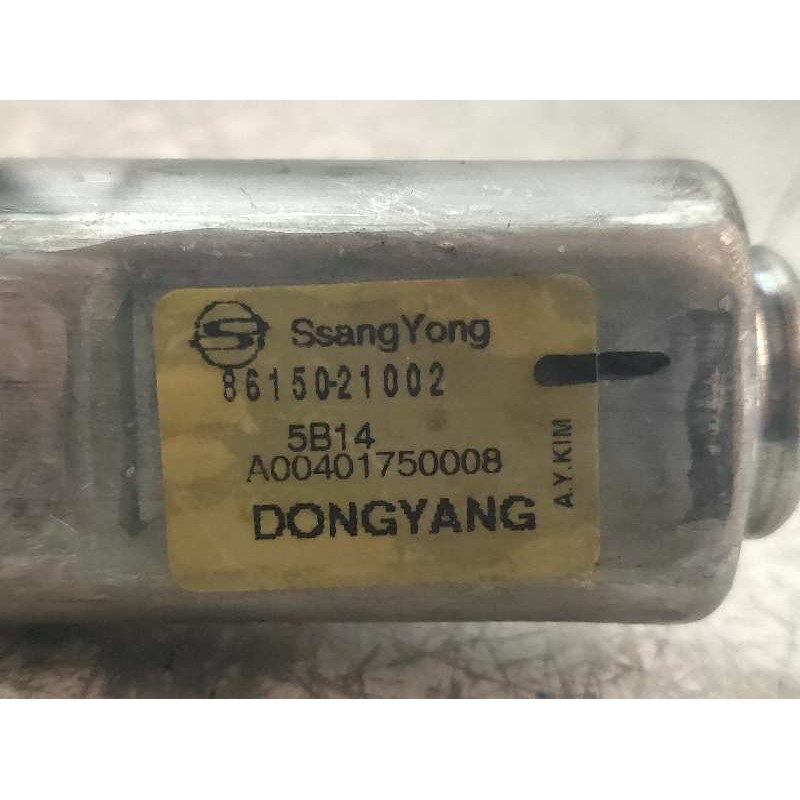 SsangYong
86150-21002
5B14
A00401750008
DONGYANG
A.Y.KIM